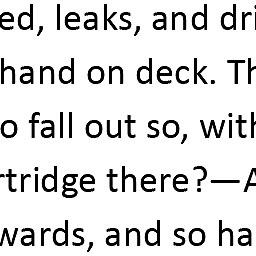 ed, leaks, and dri
hand on deck. Th
o fall out so, with
rtridge there?—A
wards, and so ha